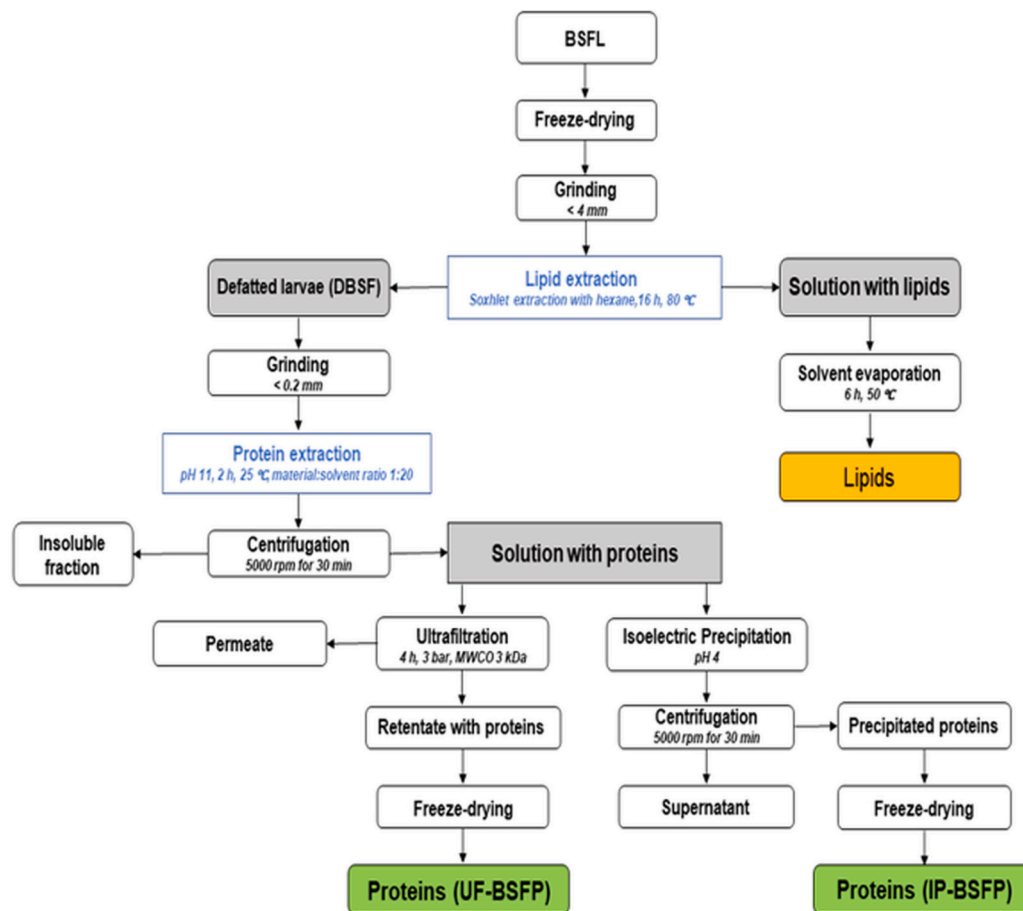 BSFL
Freeze-drying
Grinding
< 4 mm
Defatted larvae (DBSF)
Lipid extraction
Soxhlet extraction with hexane,16 h, 80 ℃
Solution with lipids
Grinding
< 0.2 mm
Solvent evaporation
6 h, 50 ℃
Protein extraction
pH 11, 2 h, 25 ℃, material:solvent ratio 1:20
Lipids
Insoluble
fraction
Centrifugation
5000 rpm for 30 min
Solution with proteins
Permeate
Ultrafiltration
4 h, 3 bar, MWCO 3 kDa
Isoelectric Precipitation
pH 4
Retentate with proteins
Centrifugation
5000 rpm for 30 min
Precipitated proteins
Freeze-drying
Supernatant
Freeze-drying
Proteins (UF-BSFP)
Proteins (IP-BSFP)